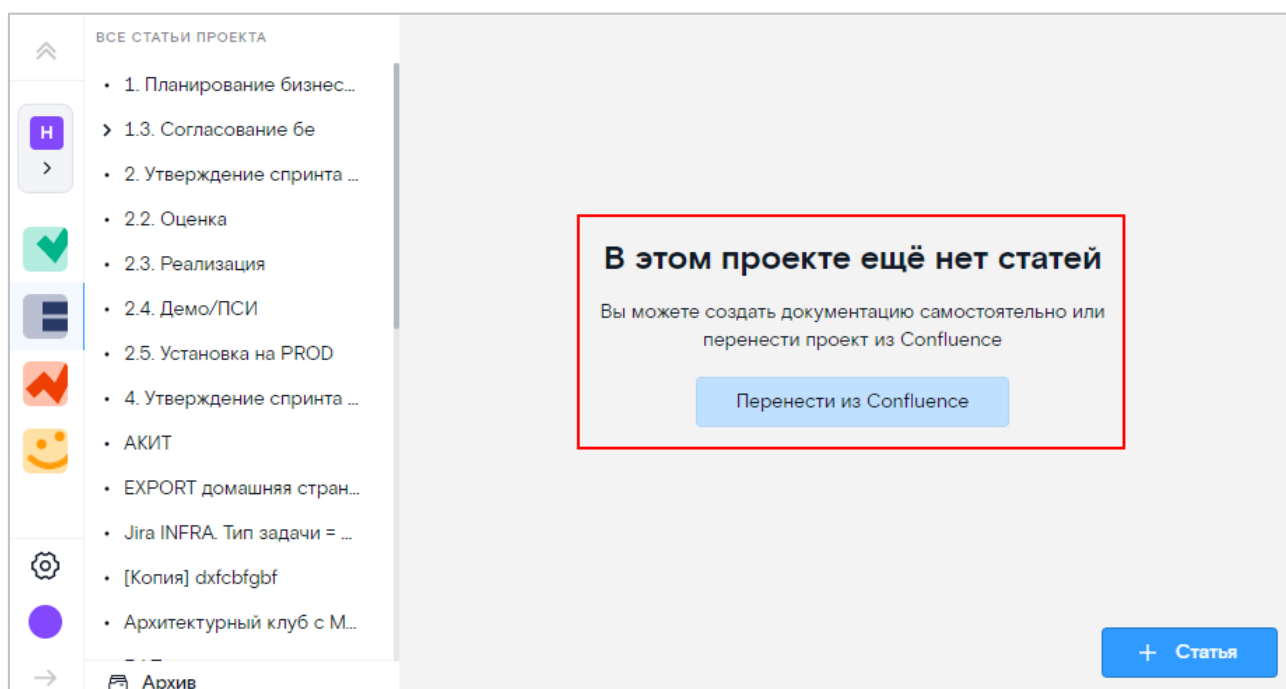 ВСЕ СТАТЬИ ПРОЕКТА
1. Планирование бизнес...
Н
1.3. Согласование бе
2. Утверждение спринта ...
2.2. Оценка
2.3. Реализация
2.4. Демо/ПСИ
2.5. Установка на PROD
4. Утверждение спринта ...
АКИТ
EXPORT домашняя стран...
Jira INFRA. Тип задачи = ...
[Копия] dxfcbfgbf
Архитектурный клуб с М...
Архив
В этом проекте ещё нет статей
Вы можете создать документацию самостоятельно или
перенести проект из Confluence
Перенести из Confluence
+ Статья